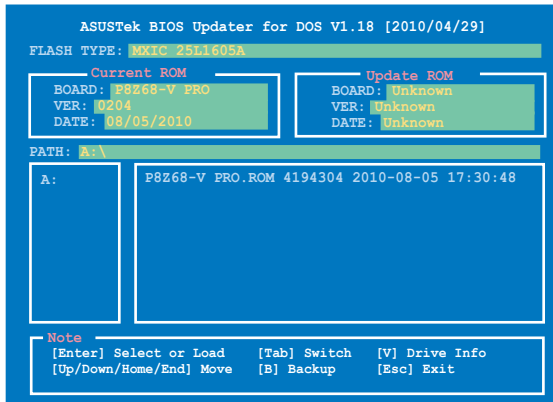 ASUSTek BIOS Updater for DOS V1.18 [2010/04/29]
FLASH TYPE: MXIC 25L1605A
Current ROM
BOARD: P8Z68-V PRO
VER: 0204
DATE: 08/05/2010
Update ROM
BOARD: Unknown
VER: Unknown
DATE: Unknown
PATH: A:\
A:
P8Z68-V PRO.ROM 4194304 2010-08-05 17:30:48
Note
[Enter] Select or Load [Tab] Switch [V] Drive Info
[Up/Down/Home/End] Move [B] Backup [Esc] Exit